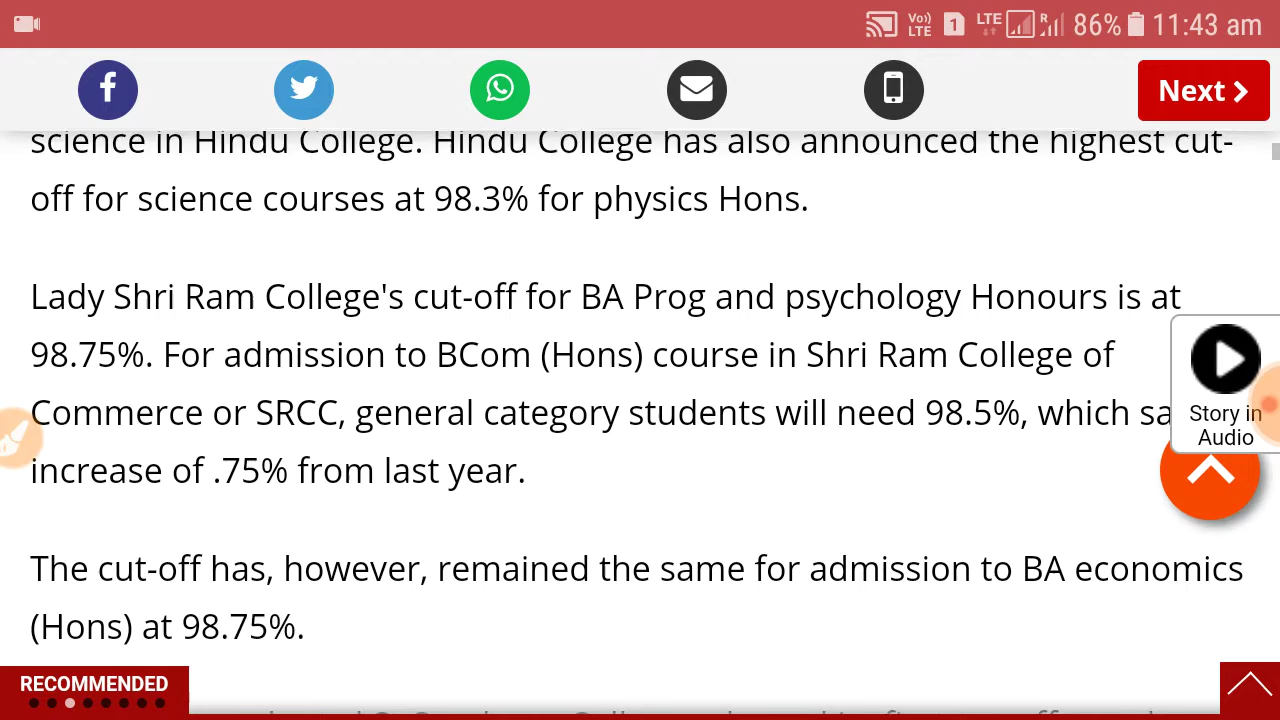 Vo) LTE 1 LTE R 86% 11:43 am
Next
science in Hindu College. Hindu College has also announced the highest cut-
off for science courses at 98.3% for physics Hons.
Lady Shri Ram College's cut-off for BA Prog and psychology Honours is at
98.75%. For admission to BCom (Hons) course in Shri Ram College of
Commerce or SRCC, general category students will need 98.5%, which sa
increase of .75% from last year.
Story in
Audio
The cut-off has, however, remained the same for admission to BA economics
(Hons) at 98.75%.
RECOMMENDED